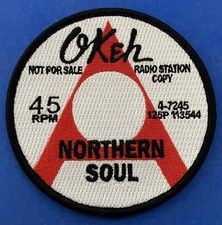 OKeh
NOT FOR SALE RADIO STATION COPY
45 RPM
4-7245
125P 113544
NORTHERN
SOUL